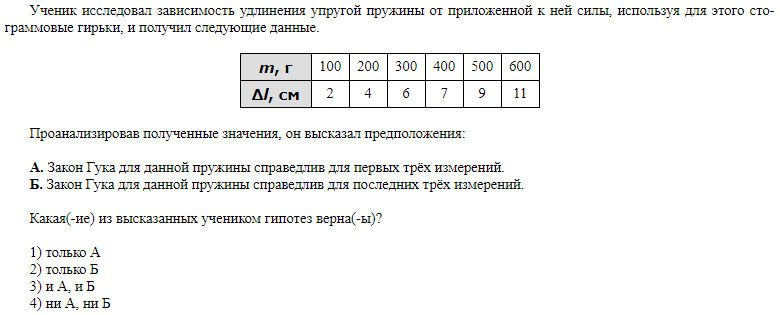 Ученик исследовал зависимость удлинения упругой пружины от приложенной к ней силы, используя для этого сто-
граммовые гирьки, и получил следующие данные.
m, г 100 200 300 400 500 600
Δl, см 2 4 6 7 9 11
Проанализировав полученные значения, он высказал предположения:
А. Закон Гука для данной пружины справедлив для первых трёх измерений.
Б. Закон Гука для данной пружины справедлив для последних трёх измерений.
Какая(-ие) из высказанных учеником гипотез верна(-ы)?
1) только А
2) только Б
3) и А, и Б
4) ни А, ни Б